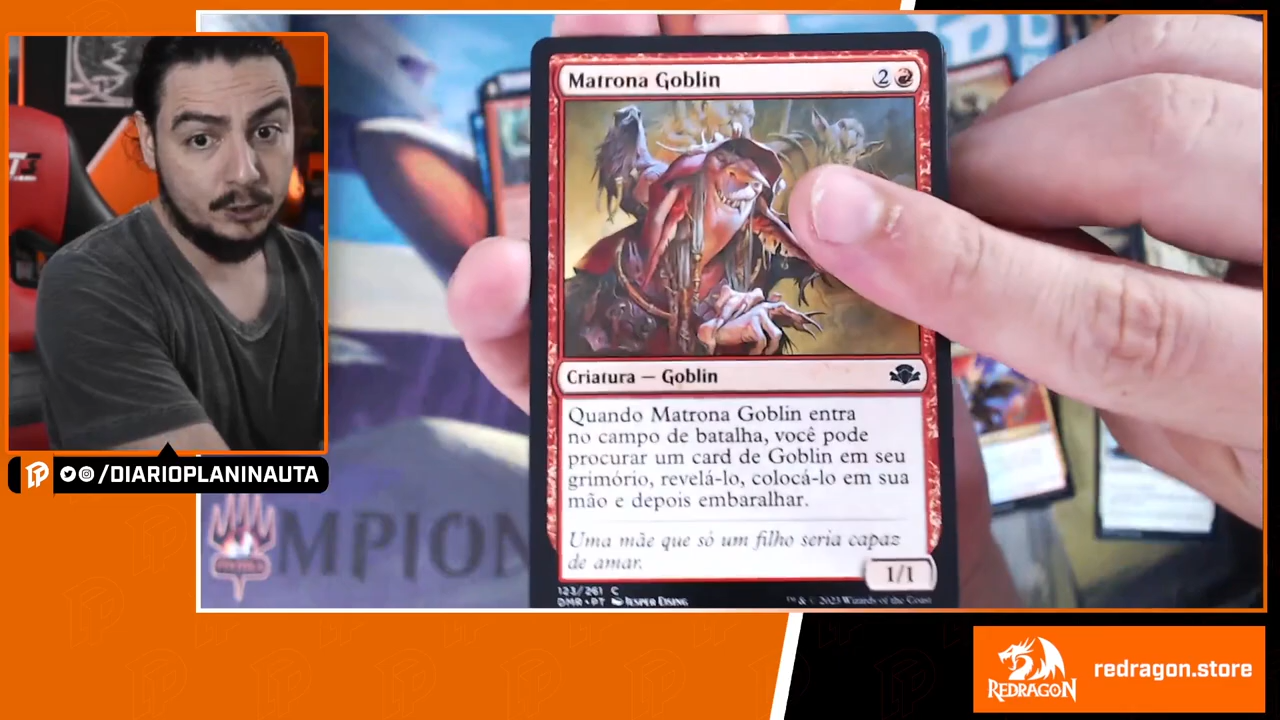 Matrona Goblin 2
Criatura — Goblin
Quando Matrona Goblin entra
no campo de batalha, você pode
procurar um card de Goblin em seu
grimório, revelá-lo, colocá-lo em sua
mão e depois embaralhar.
Uma mãe que só um filho seria capaz
de amar.
1/1
123/261 C
DMR • PT Jesper Ejsing
™ & © 2023 Wizards of the Coast
/DIARIOPLANINAUTA
MPION
REDRAGON
redragon.store